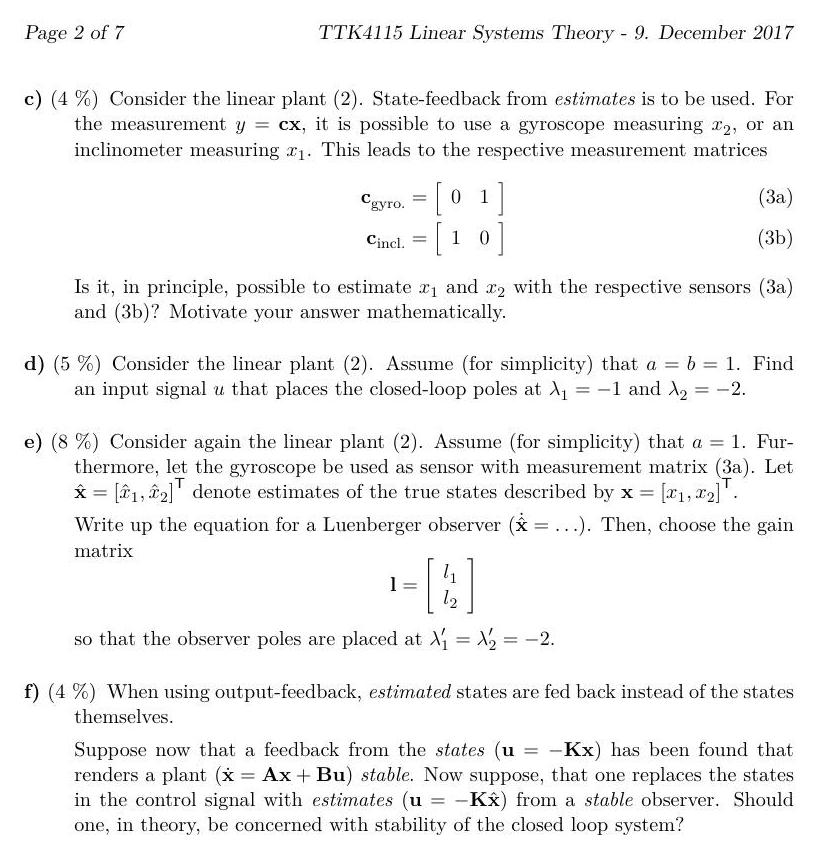 Page 2 of 7 TTK4115 Linear Systems Theory - 9. December 2017
c) (4 %) Consider the linear plant (2). State-feedback from estimates is to be used. For
the measurement y = cx, it is possible to use a gyroscope measuring x₂, or an
inclinometer measuring x₁. This leads to the respective measurement matrices
c_gyro. = [ 0 1 ] (3a)
c_incl. = [ 1 0 ] (3b)
Is it, in principle, possible to estimate x₁ and x₂ with the respective sensors (3a)
and (3b)? Motivate your answer mathematically.
d) (5 %) Consider the linear plant (2). Assume (for simplicity) that a = b = 1. Find
an input signal u that places the closed-loop poles at λ₁ = −1 and λ₂ = −2.
e) (8 %) Consider again the linear plant (2). Assume (for simplicity) that a = 1. Fur-
thermore, let the gyroscope be used as sensor with measurement matrix (3a). Let
x̂ = [x̂₁, x̂₂]ᵀ denote estimates of the true states described by x = [x₁, x₂]ᵀ.
Write up the equation for a Luenberger observer (x̂̇ = ...). Then, choose the gain
matrix
l = [ l₁
l₂ ]
so that the observer poles are placed at λ′₁ = λ′₂ = −2.
f) (4 %) When using output-feedback, estimated states are fed back instead of the states
themselves.
Suppose now that a feedback from the states (u = −Kx) has been found that
renders a plant (ẋ = Ax + Bu) stable. Now suppose, that one replaces the states
in the control signal with estimates (u = −Kx̂) from a stable observer. Should
one, in theory, be concerned with stability of the closed loop system?